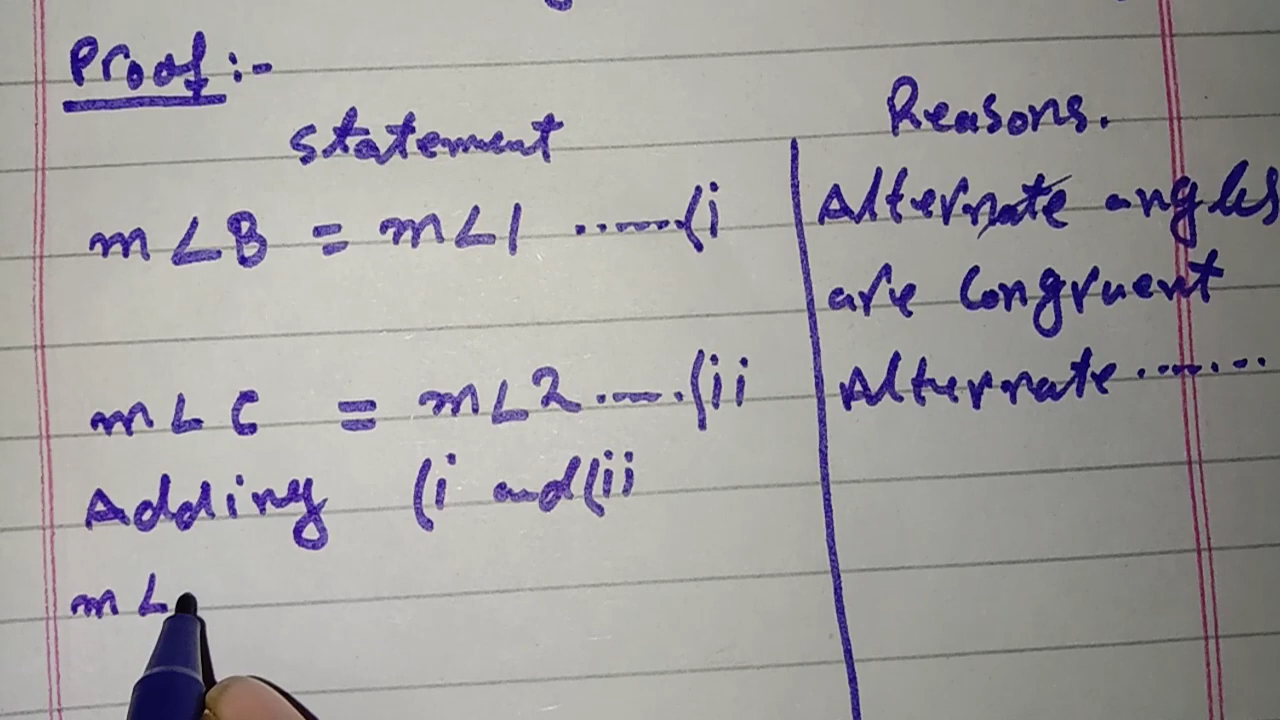 Proof :-
statement
Reasons.
m∠B = m∠1 ......(i
Alternate angles
are congruent
m∠C = m∠2 ......(ii
Alternate .......
Adding (i and (ii
m∠